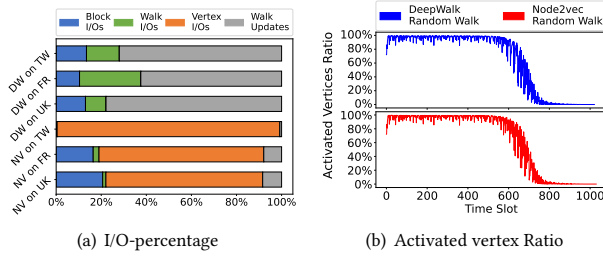 Block I/Os
Walk I/Os
Vertex I/Os
Walk Updates
DW on TW
DW on FR
DW on UK
NV on TW
NV on FR
NV on UK
0% 20% 40% 60% 80% 100%
(a) I/O-percentage
DeepWalk Random Walk
Node2vec Random Walk
Activated Vertices Ratio
100%
80%
60%
40%
20%
0%
100%
80%
60%
40%
20%
0%
0 200 400 600 800 1000
Time Slot
(b) Activated vertex Ratio